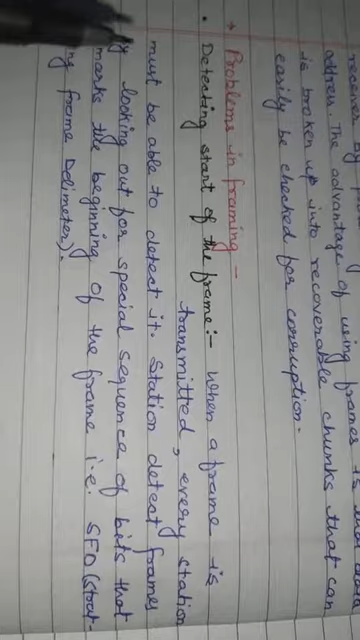 address. The advantage of using frames is that data
is broken up into recoverable chunks that can
easily be checked for corruption.
→ Problems in framing -
• Detecting start of the frame:- When a frame is
transmitted, every station
must be able to detect it. Station detect frames
by looking out for special sequence of bits that
marks the beginning of the frame i.e. SFD (start-
ing frame Delimeter).